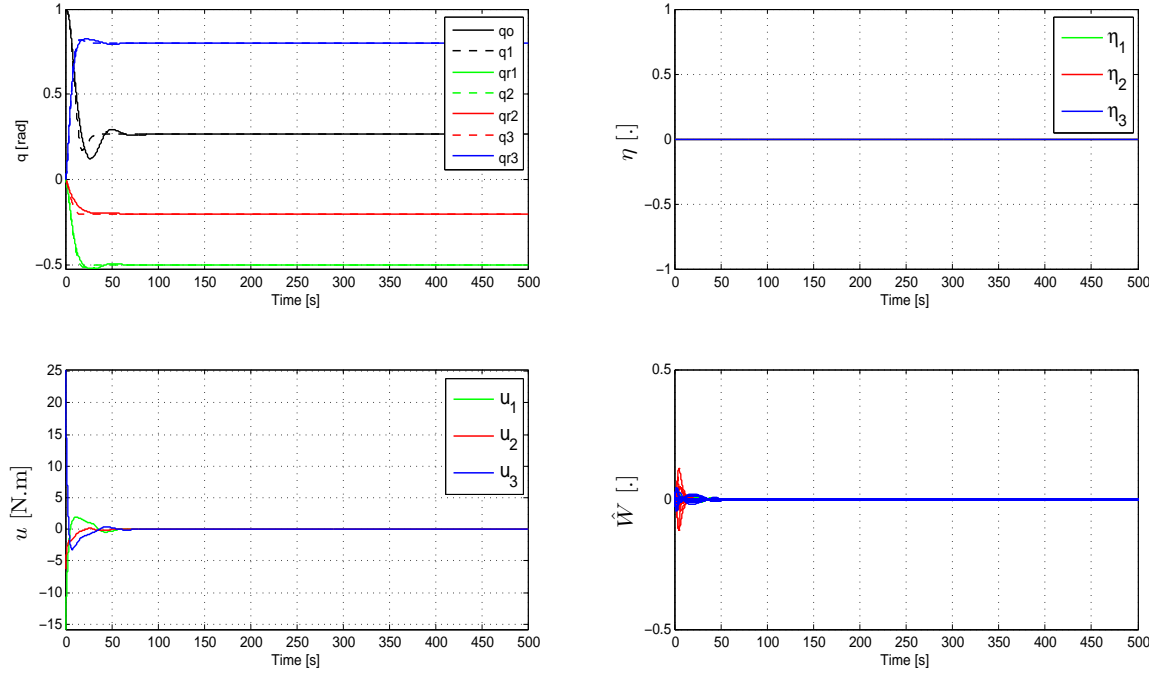 1
0.5
0
−0.5
q [rad]
0 50 100 150 200 250 300 350 400 450 500
Time [s]
qo
q1
qr1
q2
qr2
q3
qr3
1
0.5
0
−0.5
−1
η [.]
0 50 100 150 200 250 300 350 400 450 500
Time [s]
η1
η2
η3
25
20
15
10
5
0
−5
−10
−15
u [N.m]
0 50 100 150 200 250 300 350 400 450 500
Time [s]
u1
u2
u3
0.5
0
−0.5
Ŵ [.]
0 50 100 150 200 250 300 350 400 450 500
Time [s]